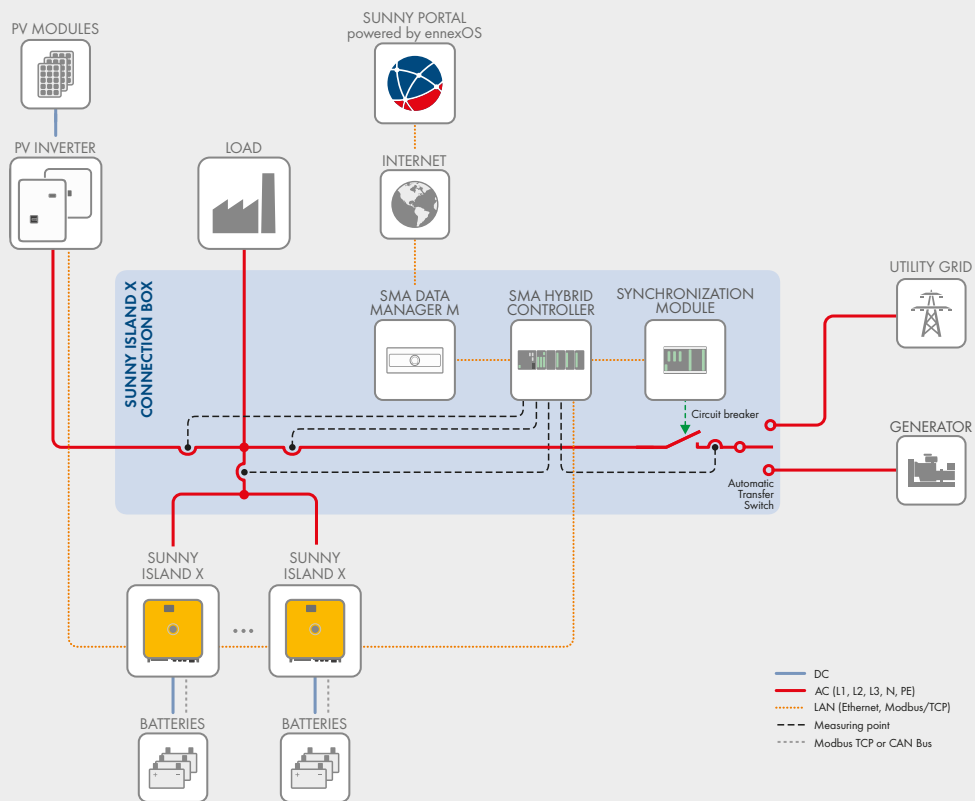 PV MODULES
SUNNY PORTAL
powered by ennexOS
PV INVERTER
LOAD
INTERNET
UTILITY GRID
SUNNY ISLAND X
CONNECTION BOX
SMA DATA
MANAGER M
SMA HYBRID
CONTROLLER
SYNCHRONIZATION
MODULE
Circuit breaker
GENERATOR
Automatic
Transfer
Switch
SUNNY
ISLAND X
SUNNY
ISLAND X
...
BATTERIES
BATTERIES
DC
AC (L1, L2, L3, N, PE)
LAN (Ethernet, Modbus/TCP)
Measuring point
Modbus TCP or CAN Bus